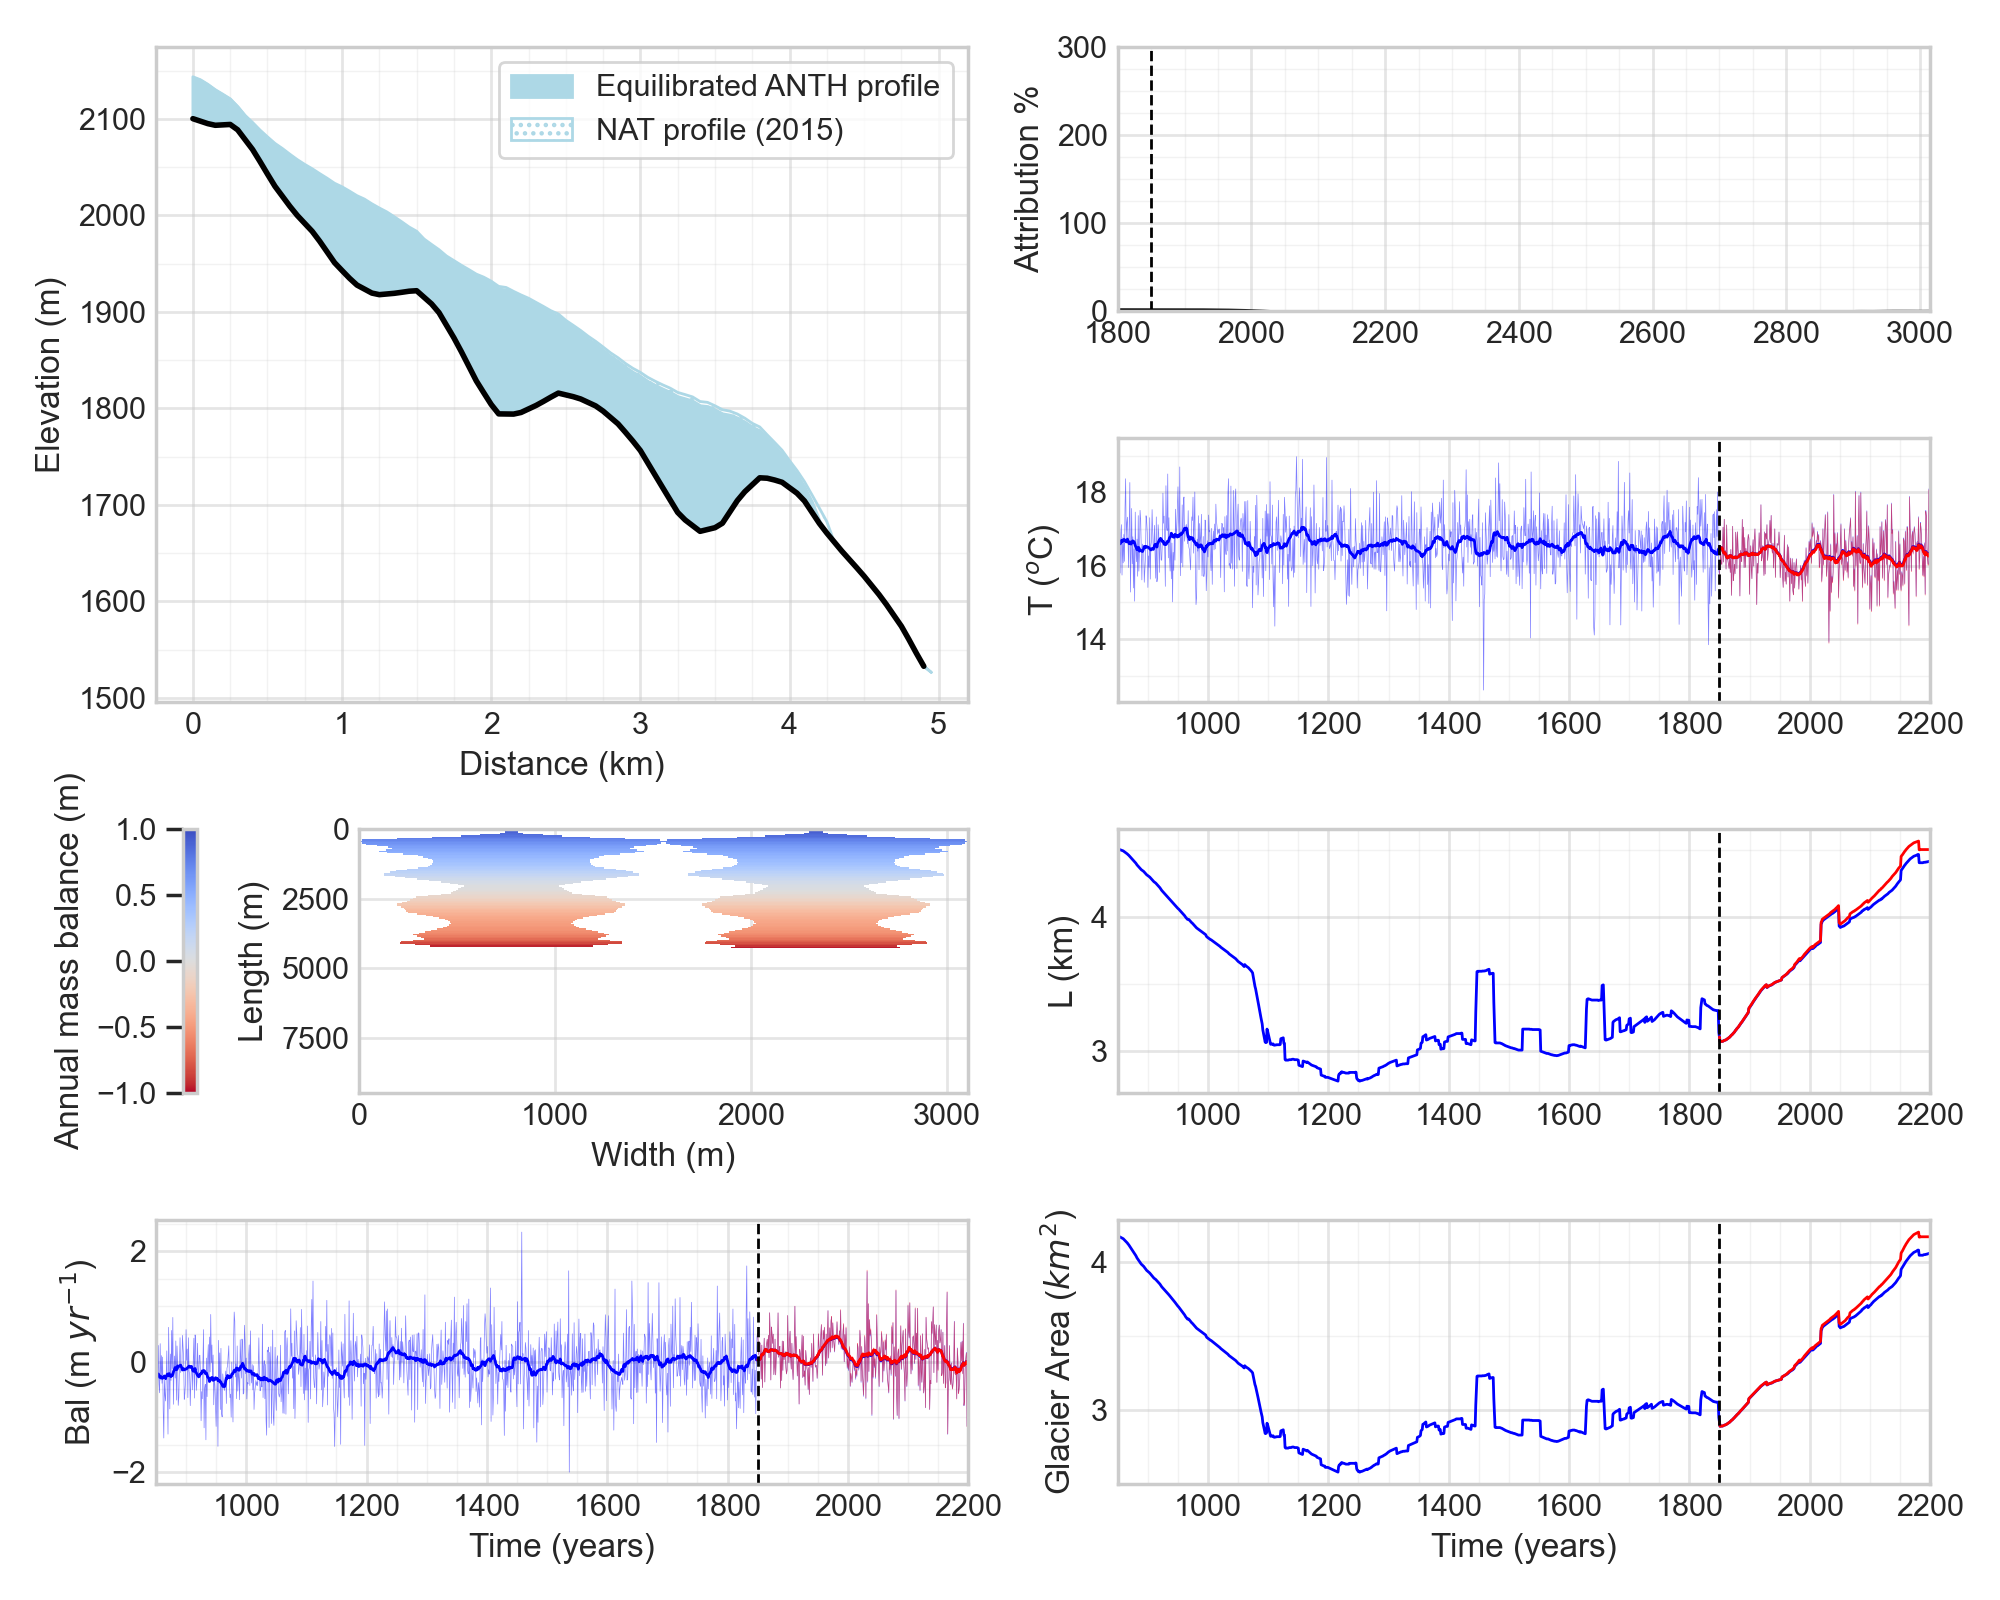 Equilibrated ANTH profile
NAT profile (2015)
Elevation (m)
2100
2000
1900
1800
1700
1600
1500
0 1 2 3 4 5
Distance (km)
Attribution %
300
200
100
0
1800 2000 2200 2400 2600 2800 3000
T (°C)
18
16
14
1000 1200 1400 1600 1800 2000 2200
Annual mass balance (m)
1.0
0.5
0.0
−0.5
−1.0
Length (m)
0
2500
5000
7500
0 1000 2000 3000
Width (m)
L (km)
4
3
1000 1200 1400 1600 1800 2000 2200
Bal (m yr⁻¹)
2
0
−2
1000 1200 1400 1600 1800 2000 2200
Time (years)
Glacier Area (km²)
4
3
1000 1200 1400 1600 1800 2000 2200
Time (years)